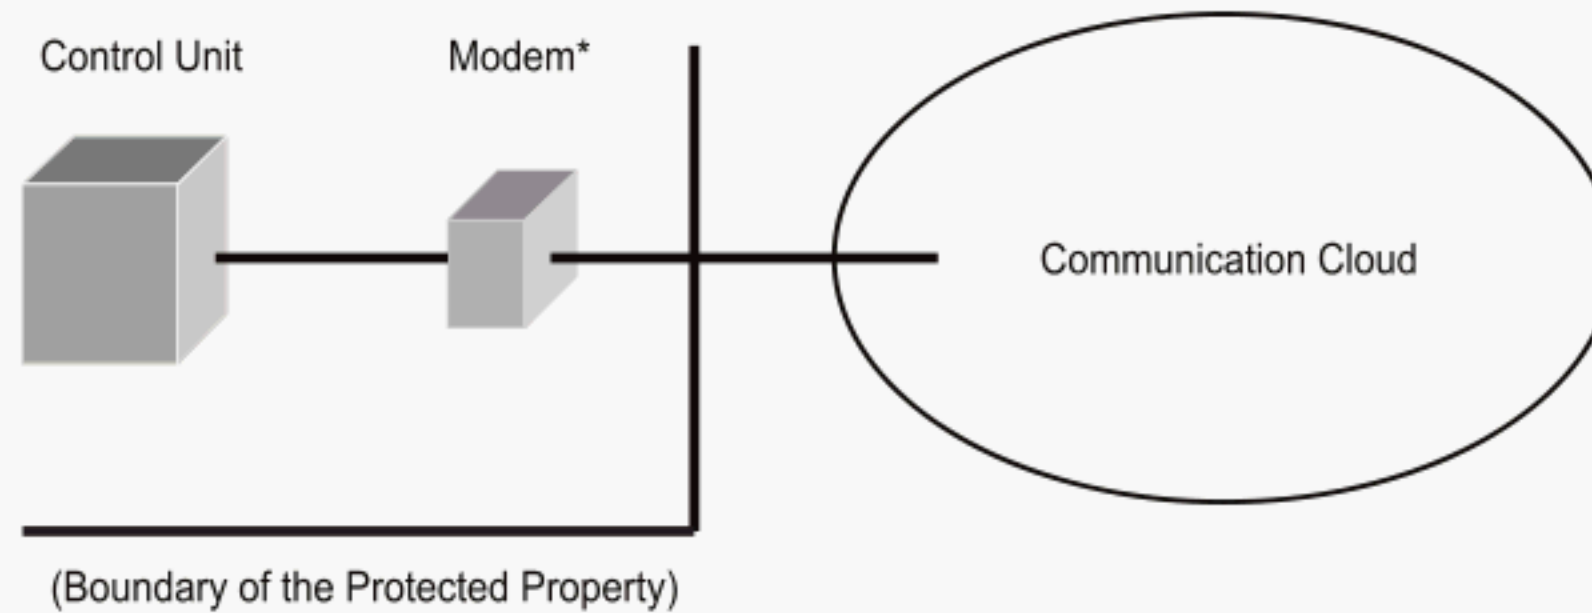 Control Unit
Modem*
Communication Cloud
(Boundary of the Protected Property)